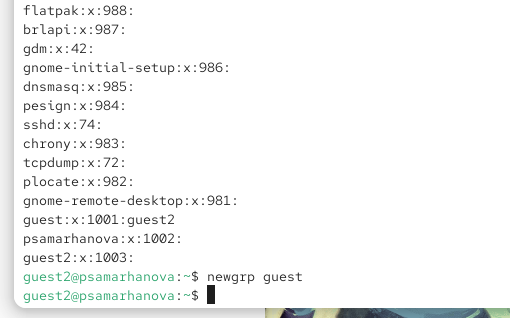 flatpak:x:988:
brlapi:x:987:
gdm:x:42:
gnome-initial-setup:x:986:
dnsmasq:x:985:
pesign:x:984:
sshd:x:74:
chrony:x:983:
tcpdump:x:72:
plocate:x:982:
gnome-remote-desktop:x:981:
guest:x:1001:guest2
psamarhanova:x:1002:
guest2:x:1003:
guest2@psamarhanova:~$ newgrp guest
guest2@psamarhanova:~$